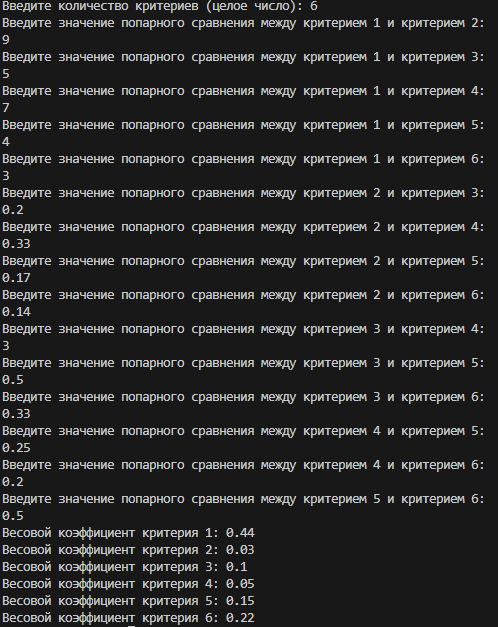 Введите количество критериев (целое число): 6
Введите значение попарного сравнения между критерием 1 и критерием 2:
9
Введите значение попарного сравнения между критерием 1 и критерием 3:
5
Введите значение попарного сравнения между критерием 1 и критерием 4:
7
Введите значение попарного сравнения между критерием 1 и критерием 5:
4
Введите значение попарного сравнения между критерием 1 и критерием 6:
3
Введите значение попарного сравнения между критерием 2 и критерием 3:
0.2
Введите значение попарного сравнения между критерием 2 и критерием 4:
0.33
Введите значение попарного сравнения между критерием 2 и критерием 5:
0.17
Введите значение попарного сравнения между критерием 2 и критерием 6:
0.14
Введите значение попарного сравнения между критерием 3 и критерием 4:
3
Введите значение попарного сравнения между критерием 3 и критерием 5:
0.5
Введите значение попарного сравнения между критерием 3 и критерием 6:
0.33
Введите значение попарного сравнения между критерием 4 и критерием 5:
0.25
Введите значение попарного сравнения между критерием 4 и критерием 6:
0.2
Введите значение попарного сравнения между критерием 5 и критерием 6:
0.5
Весовой коэффициент критерия 1: 0.44
Весовой коэффициент критерия 2: 0.03
Весовой коэффициент критерия 3: 0.1
Весовой коэффициент критерия 4: 0.05
Весовой коэффициент критерия 5: 0.15
Весовой коэффициент критерия 6: 0.22